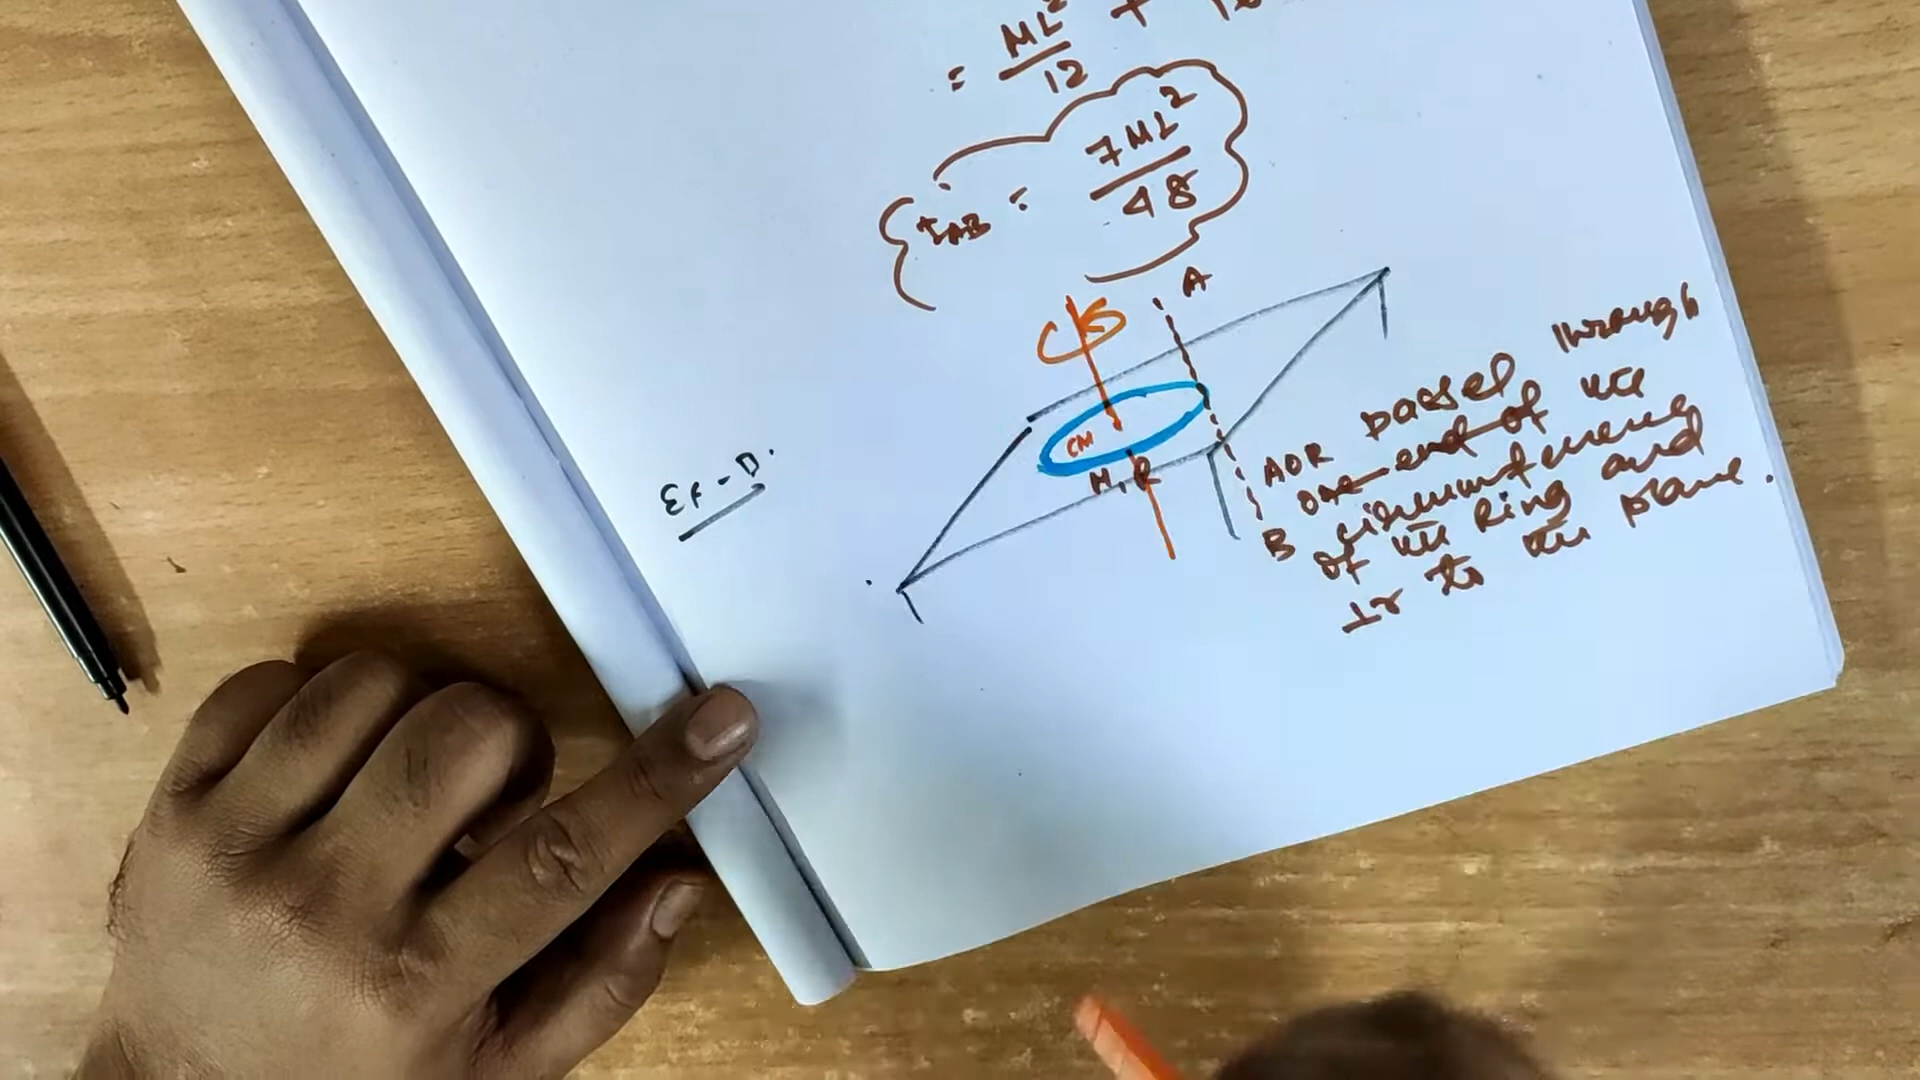 = ML²/12 +
I_AB = 7ML²/48
A
CM
M, R
Ex-D.
B
AOR passes through
one end of the
circumference
of the Ring and
⊥r to the plane.